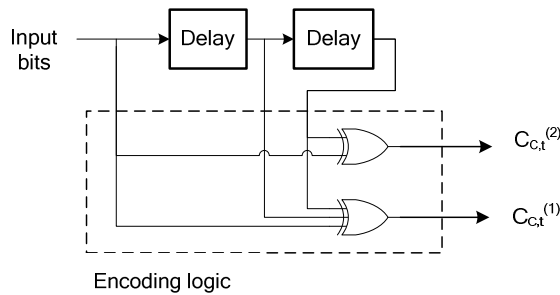 Input
bits
Delay
Delay
C_{C,t}^{(2)}
C_{C,t}^{(1)}
Encoding logic